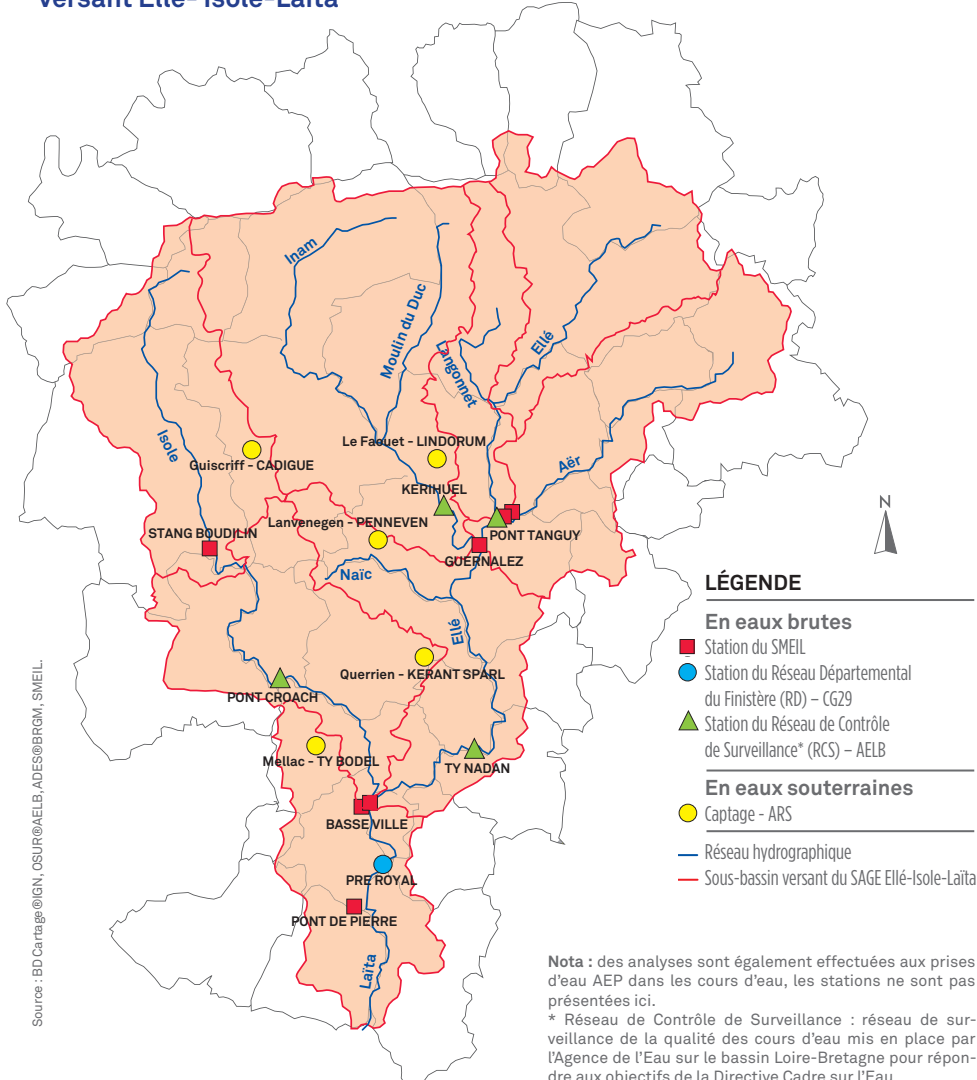 versant Ellé- Isole-Laïta
Inam
Moulin du Duc
Langonnet
Ellé
Isole
Aër
Le Faouet - LINDORUM
Guiscriff - CADIGUE
KERIHUEL
Lanvenegen - PENNEVEN
STANG BOUDILIN
PONT TANGUY
GUERNALEZ
Naïc
Ellé
Querrien - KERANT SPARL
PONT CROACH
Mellac - TY BODEL
TY NADAN
BASSE VILLE
PRE ROYAL
PONT DE PIERRE
Laïta
N
LÉGENDE
En eaux brutes
Station du SMEIL
Station du Réseau Départemental
du Finistère (RD) – CG29
Station du Réseau de Contrôle
de Surveillance* (RCS) – AELB
En eaux souterraines
Captage - ARS
Réseau hydrographique
Sous-bassin versant du SAGE Ellé-Isole-Laïta
Nota : des analyses sont également effectuées aux prises
d'eau AEP dans les cours d'eau, les stations ne sont pas
présentées ici.
* Réseau de Contrôle de Surveillance : réseau de sur-
veillance de la qualité des cours d'eau mis en place par
l'Agence de l'Eau sur le bassin Loire-Bretagne pour répon-
dre aux objectifs de la Directive Cadre sur l'Eau
Source : BD Cartage®IGN, OSUR®AELB, ADES®BRGM, SMEIL.